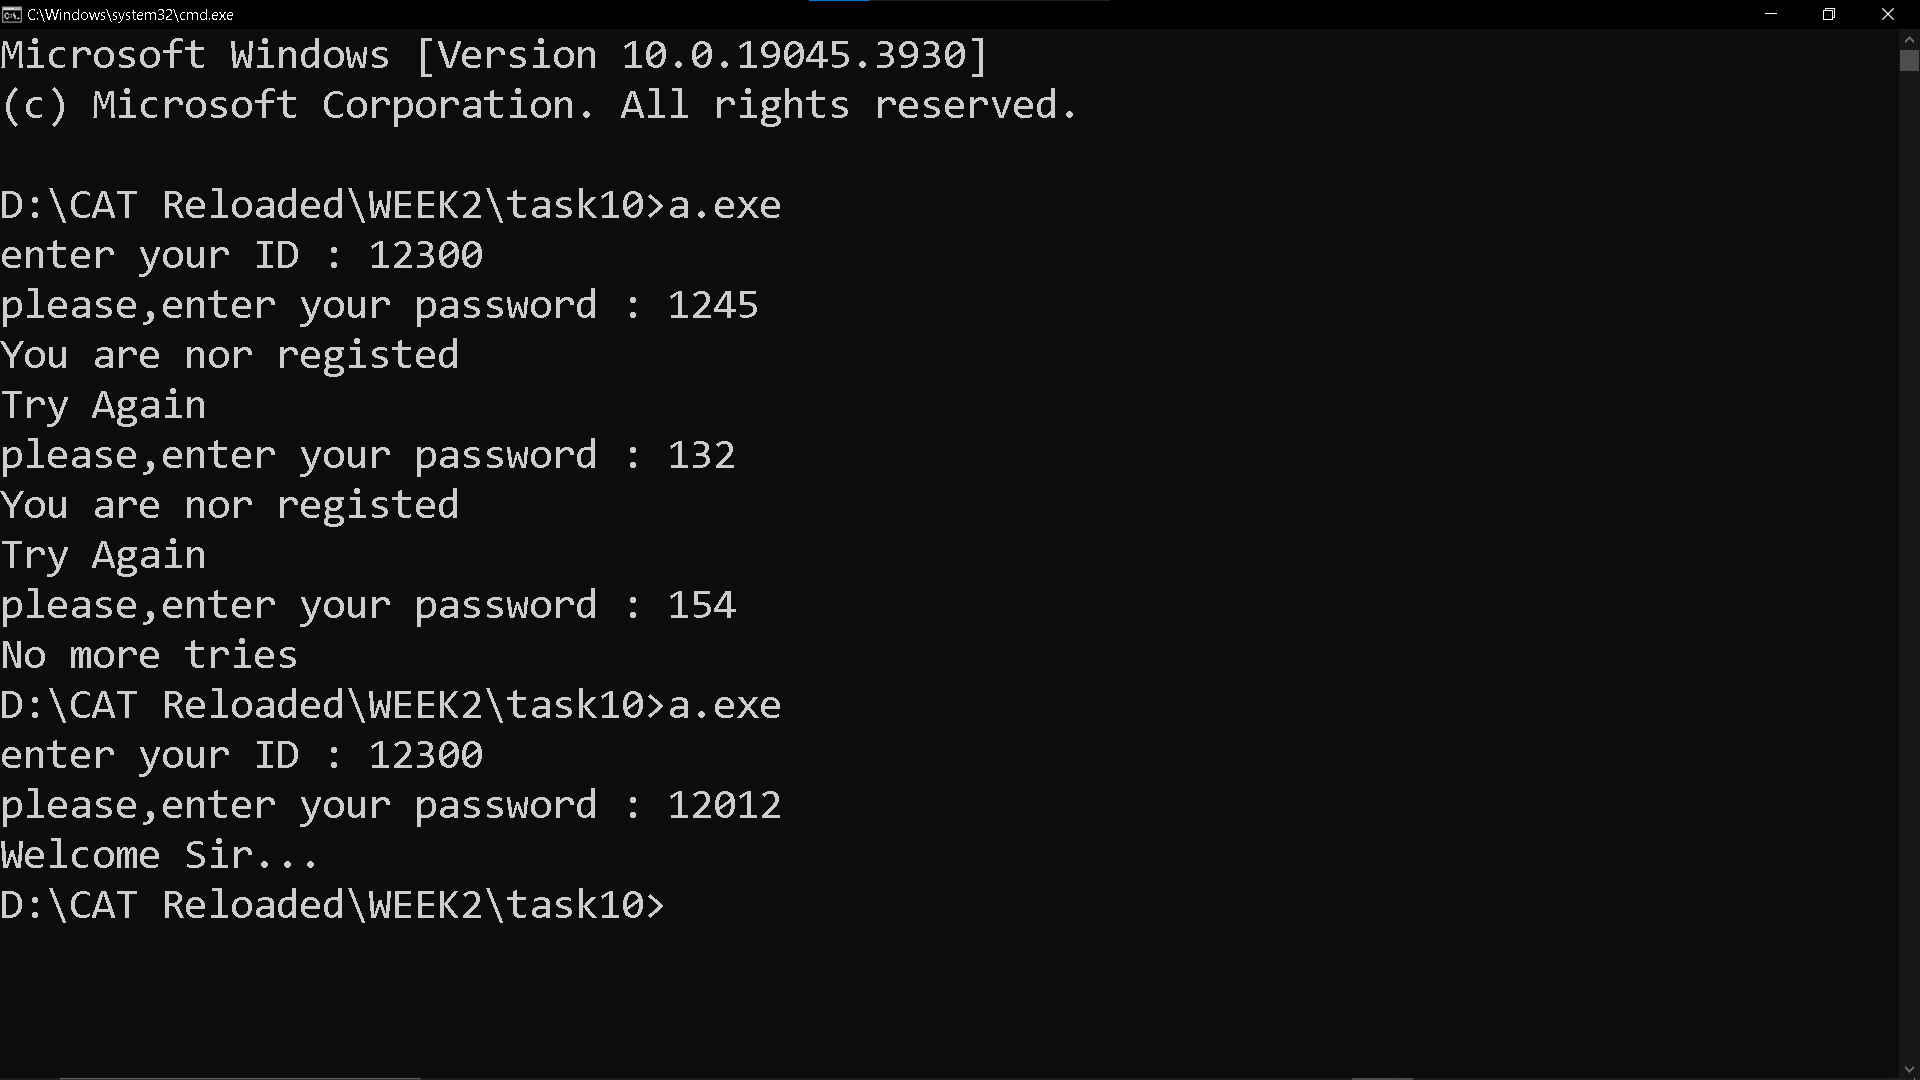 C:\Windows\system32\cmd.exe
Microsoft Windows [Version 10.0.19045.3930]
(c) Microsoft Corporation. All rights reserved.
D:\CAT Reloaded\WEEK2\task10>a.exe
enter your ID : 12300
please,enter your password : 1245
You are nor registed
Try Again
please,enter your password : 132
You are nor registed
Try Again
please,enter your password : 154
No more tries
D:\CAT Reloaded\WEEK2\task10>a.exe
enter your ID : 12300
please,enter your password : 12012
Welcome Sir...
D:\CAT Reloaded\WEEK2\task10>